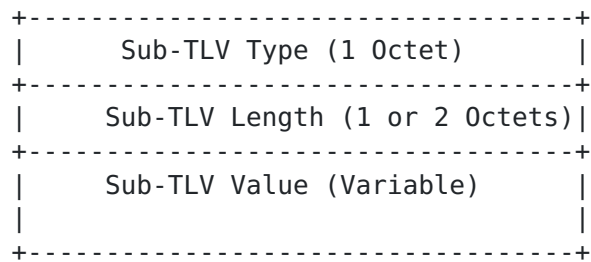 +-----------------------------------+
|      Sub-TLV Type (1 Octet)       |
+-----------------------------------+
|     Sub-TLV Length (1 or 2 Octets)|
+-----------------------------------+
|     Sub-TLV Value (Variable)      |
|                                   |
+-----------------------------------+